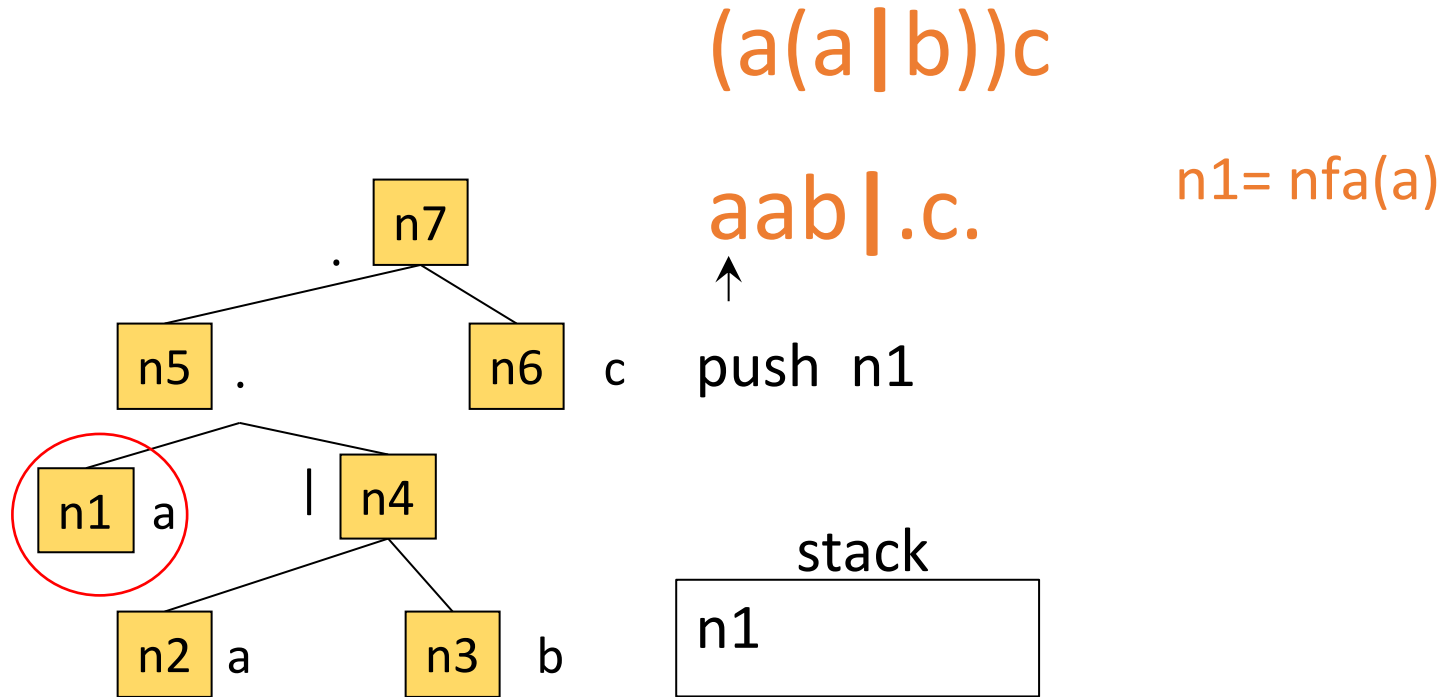 (a(a|b))c
n1= nfa(a)
aab|.c.
n7
.
n5
.
n6
c
push n1
n1
a
|
n4
stack
n1
n2
a
n3
b